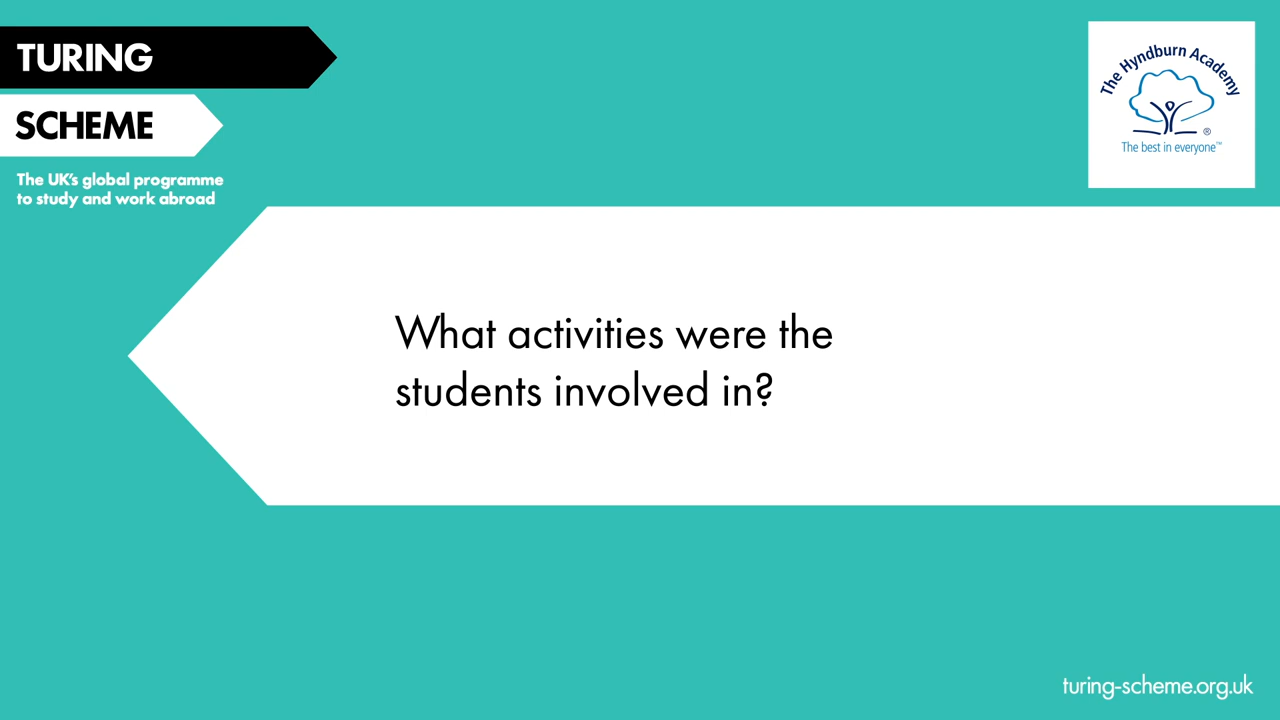 TURING
SCHEME
The UK's global programme
to study and work abroad
The Hyndburn Academy
®
The best in everyone™
What activities were the
students involved in?
turing-scheme.org.uk